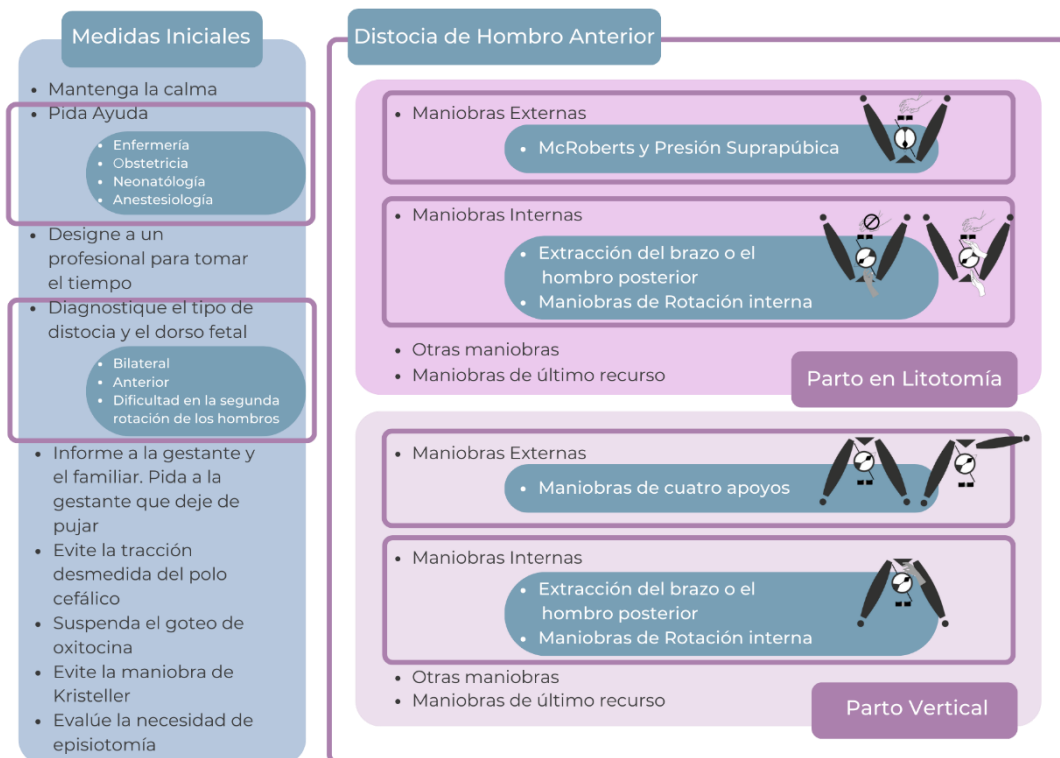 Medidas Iniciales
• Mantenga la calma
• Pida Ayuda
• Enfermería
• Obstetricia
• Neonatólogía
• Anestesiología
• Designe a un
profesional para tomar
el tiempo
• Diagnostique el tipo de
distocia y el dorso fetal
• Bilateral
• Anterior
• Dificultad en la segunda
rotación de los hombros
• Informe a la gestante y
el familiar. Pida a la
gestante que deje de
pujar
• Evite la tracción
desmedida del polo
cefálico
• Suspenda el goteo de
oxitocina
• Evite la maniobra de
Kristeller
• Evalúe la necesidad de
episiotomía
Distocia de Hombro Anterior
• Maniobras Externas
• McRoberts y Presión Suprapúbica
• Maniobras Internas
• Extracción del brazo o el
hombro posterior
• Maniobras de Rotación interna
• Otras maniobras
• Maniobras de último recurso
Parto en Litotomía
• Maniobras Externas
• Maniobras de cuatro apoyos
• Maniobras Internas
• Extracción del brazo o el
hombro posterior
• Maniobras de Rotación interna
• Otras maniobras
• Maniobras de último recurso
Parto Vertical